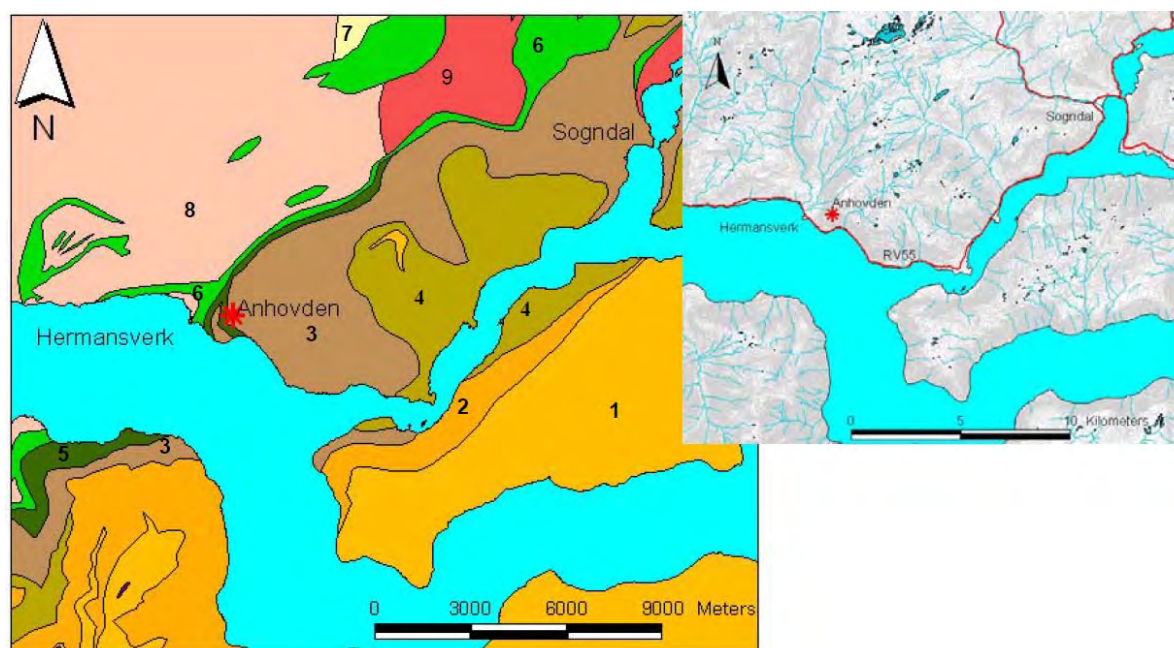 7
6
9
N
Sogndal
8
6
Anhovden
Hermansverk
3
4
4
2
1
5
3
0 3000 6000 9000 Meters
N
Sogndal
Anhovden
Hermansverk
RV55
0 5 10 Kilometers